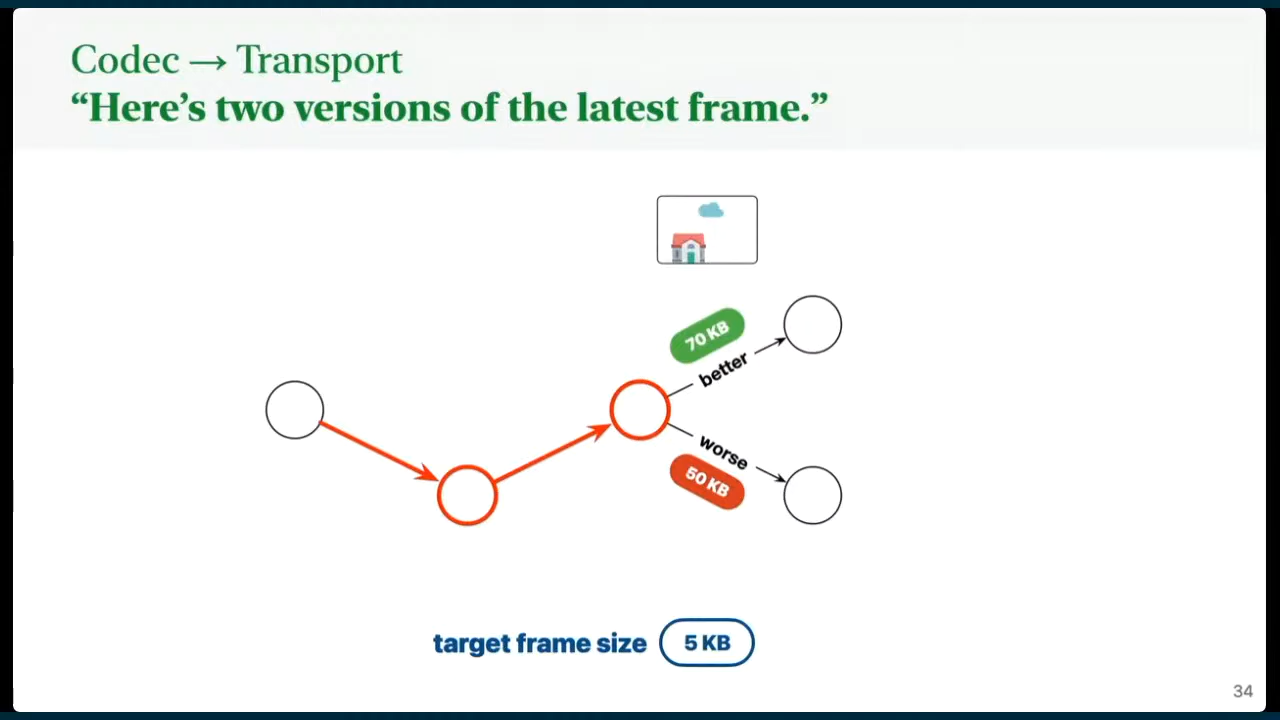 Codec → Transport
“Here’s two versions of the latest frame.”
70 KB
better
worse
50 KB
target frame size 5 KB
34